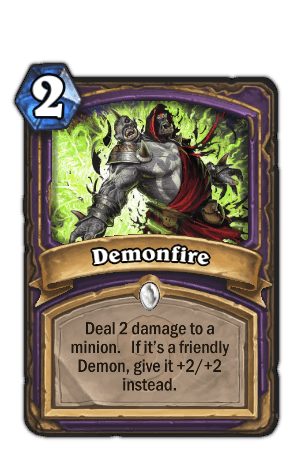 2
Demonfire
Deal 2 damage to a
minion. If it's a friendly
Demon, give it +2/+2
instead.